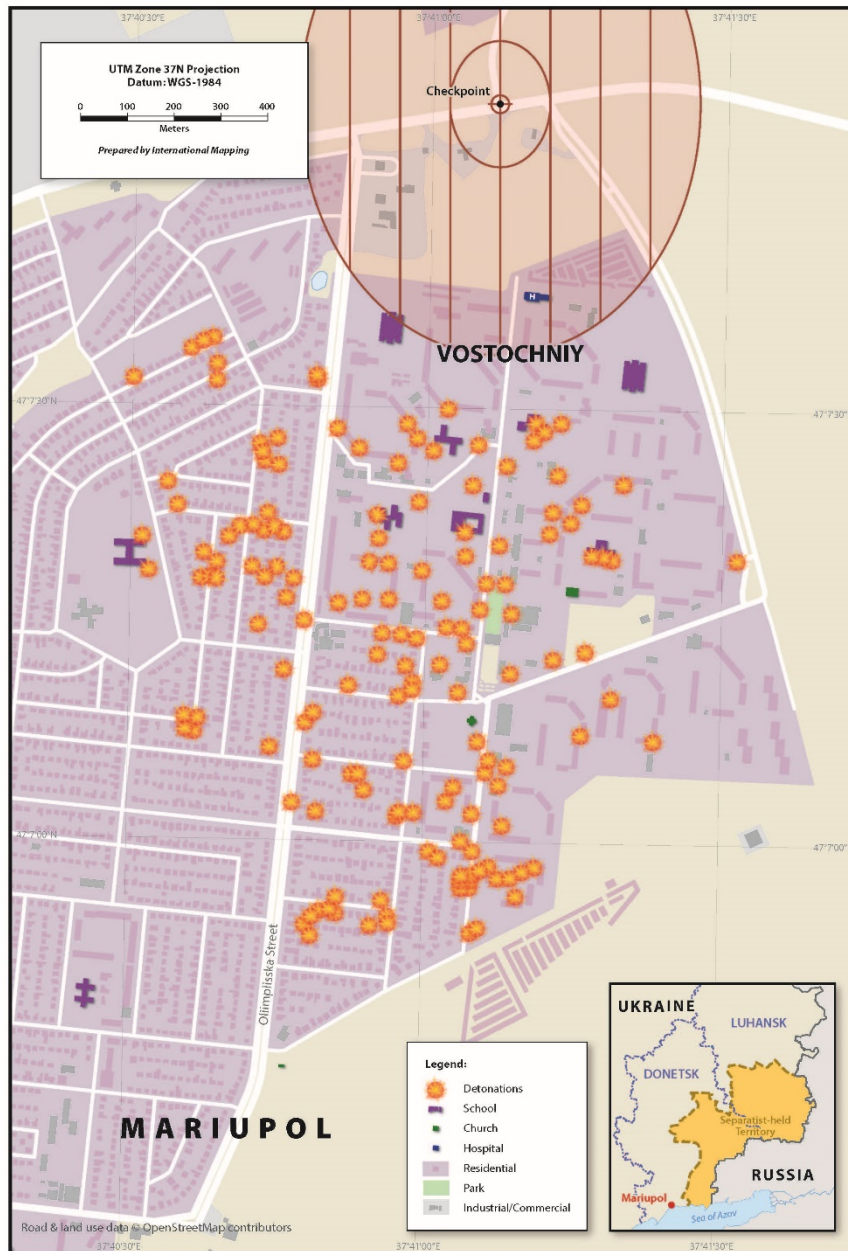 37°40'30"E
37°41'00"E
37°41'30"E
UTM Zone 37N Projection
Datum: WGS-1984
0 100 200 300 400
Meters
Prepared by International Mapping
Checkpoint
H
VOSTOCHNIY
47°7'30"N
47°7'30"N
47°7'00"N
47°7'00"N
Oliimpliisska Street
MARIUPOL
Legend:
Detonations
School
Church
Hospital
Residential
Park
Industrial/Commercial
UKRAINE
LUHANSK
DONETSK
Separatist-held
Territory
RUSSIA
Mariupol
Sea of Azov
Road & land use data © OpenStreetMap contributors
37°40'30"E
37°41'00"E
37°41'30"E